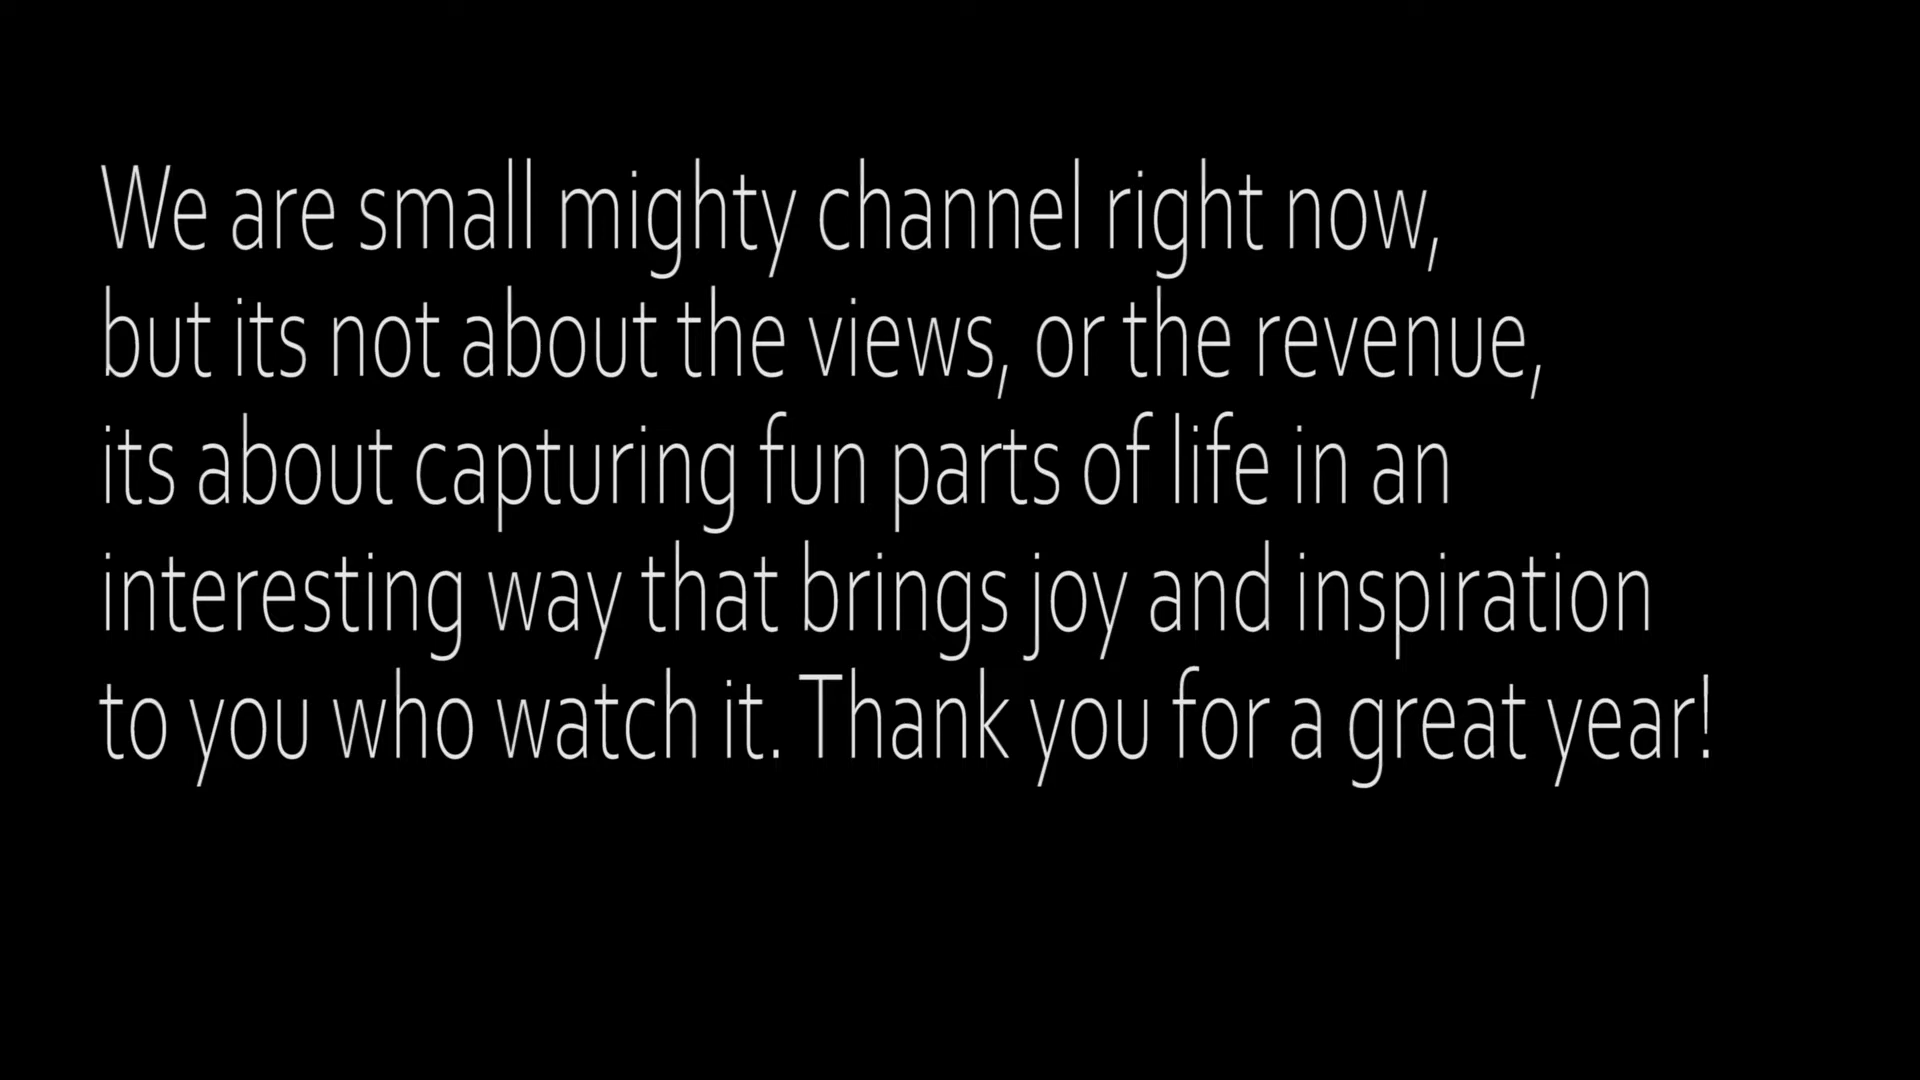 We are small mighty channel right now,
but its not about the views, or the revenue,
its about capturing fun parts of life in an
interesting way that brings joy and inspiration
to you who watch it. Thank you for a great year!